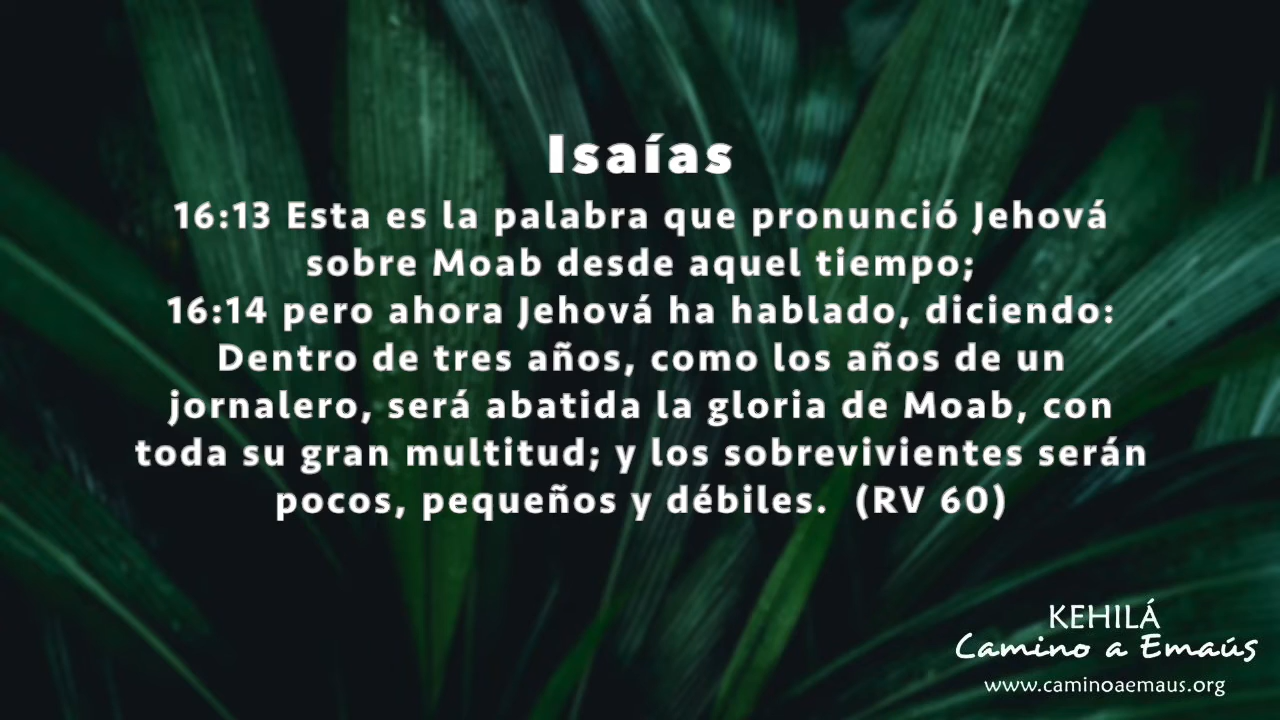 Isaías
16:13 Esta es la palabra que pronunció Jehová
sobre Moab desde aquel tiempo;
16:14 pero ahora Jehová ha hablado, diciendo:
Dentro de tres años, como los años de un
jornalero, será abatida la gloria de Moab, con
toda su gran multitud; y los sobrevivientes serán
pocos, pequeños y débiles.  (RV 60)
KEHILÁ
Camino a Emaús
www.caminoaemaus.org